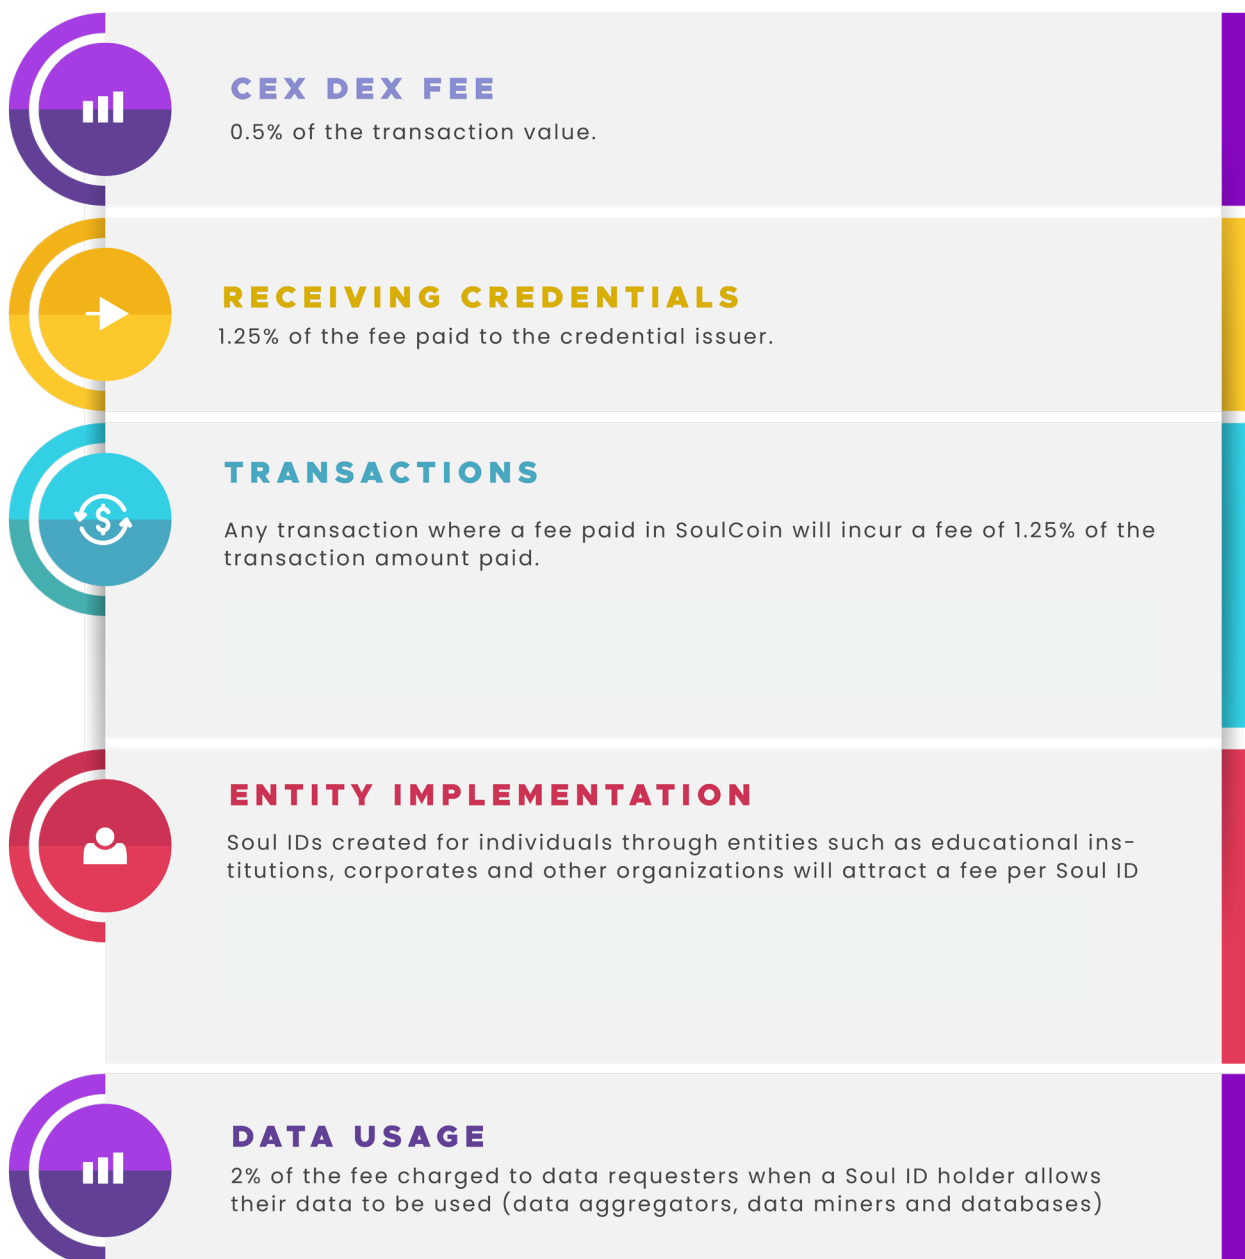 CEX DEX FEE
0.5% of the transaction value.
RECEIVING CREDENTIALS
1.25% of the fee paid to the credential issuer.
TRANSACTIONS
Any transaction where a fee paid in SoulCoin will incur a fee of 1.25% of the
transaction amount paid.
ENTITY IMPLEMENTATION
Soul IDs created for individuals through entities such as educational ins-
titutions, corporates and other organizations will attract a fee per Soul ID
DATA USAGE
2% of the fee charged to data requesters when a Soul ID holder allows
their data to be used (data aggregators, data miners and databases)